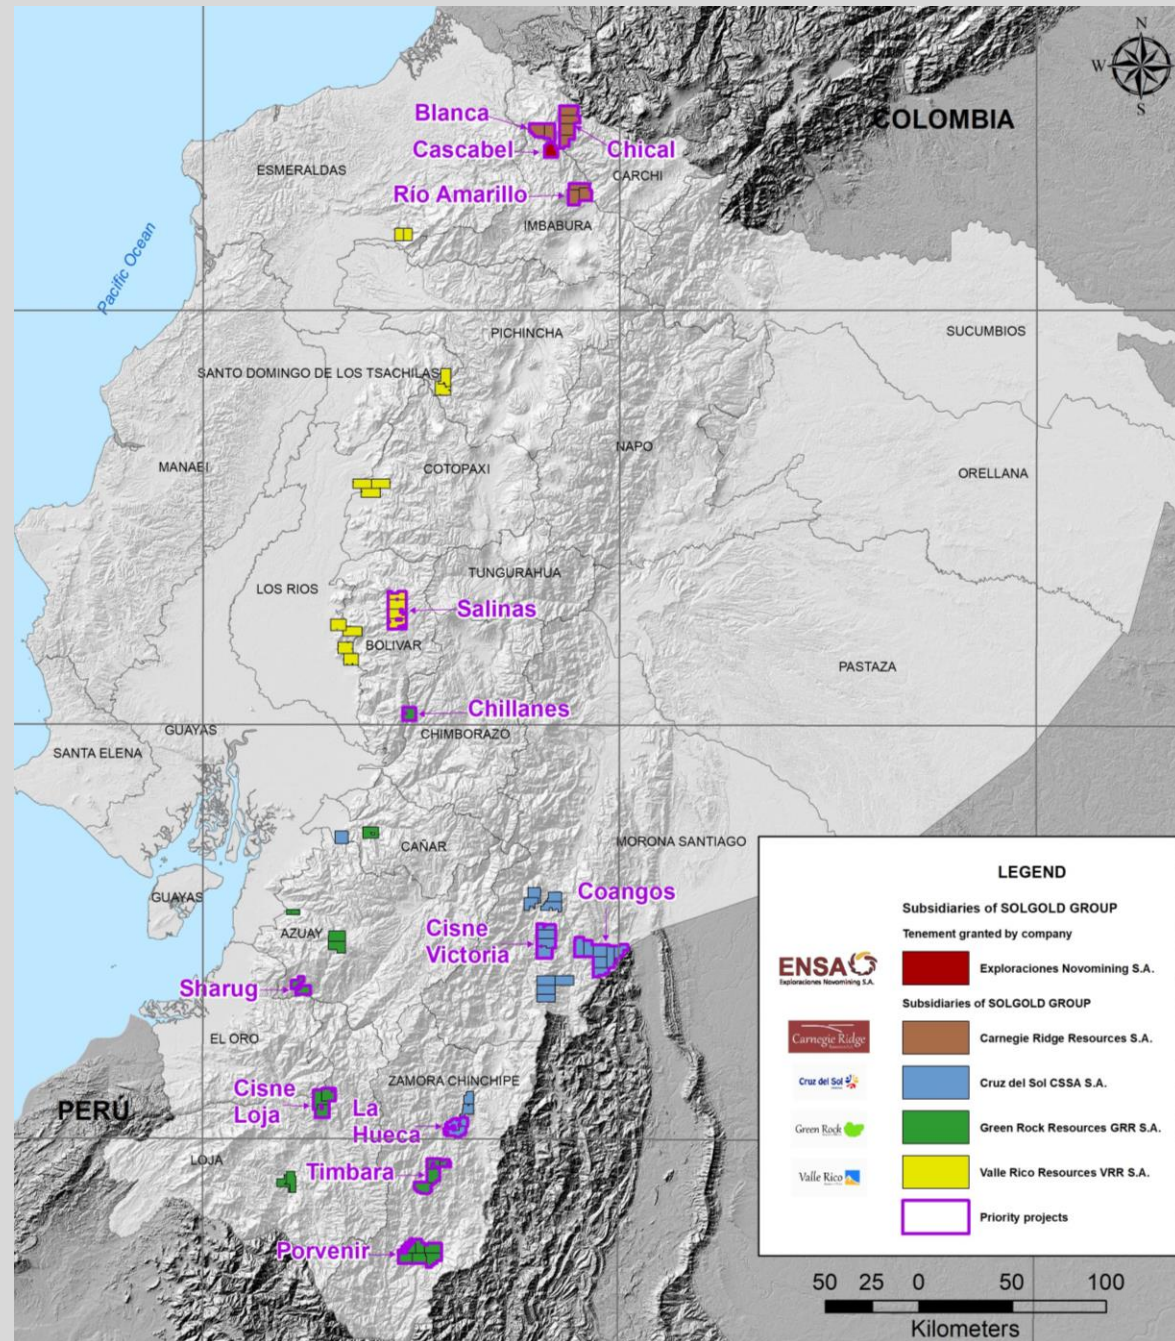 N
W
E
S
COLOMBIA
Blanca
Cascabel
Chical
CARCHI
ESMERALDAS
Río Amarillo
IMBABURA
Pacific Ocean
PICHINCHA
SUCUMBIOS
SANTO DOMINGO DE LOS TSACHILAS
NAPO
MANABI
COTOPAXI
ORELLANA
TUNGURAHUA
LOS RIOS
Salinas
BOLIVAR
PASTAZA
Chillanes
GUAYAS
CHIMBORAZO
SANTA ELENA
CAÑAR
MORONA SANTIAGO
GUAYAS
Coangos
AZUAY
Cisne
Victoria
Sharug
EL ORO
ZAMORA CHINCHIPE
Cisne
Loja
La
Hueca
PERÚ
LOJA
Timbara
Porvenir
LEGEND
Subsidiaries of SOLGOLD GROUP
Tenement granted by company
ENSA
Exploraciones Novomining S.A.
Exploraciones Novomining S.A.
Subsidiaries of SOLGOLD GROUP
Carnegie Ridge
Carnegie Ridge Resources S.A.
Cruz del Sol
Cruz del Sol CSSA S.A.
Green Rock
Green Rock Resources GRR S.A.
Valle Rico
Valle Rico Resources VRR S.A.
Priority projects
50 25 0 50 100
Kilometers